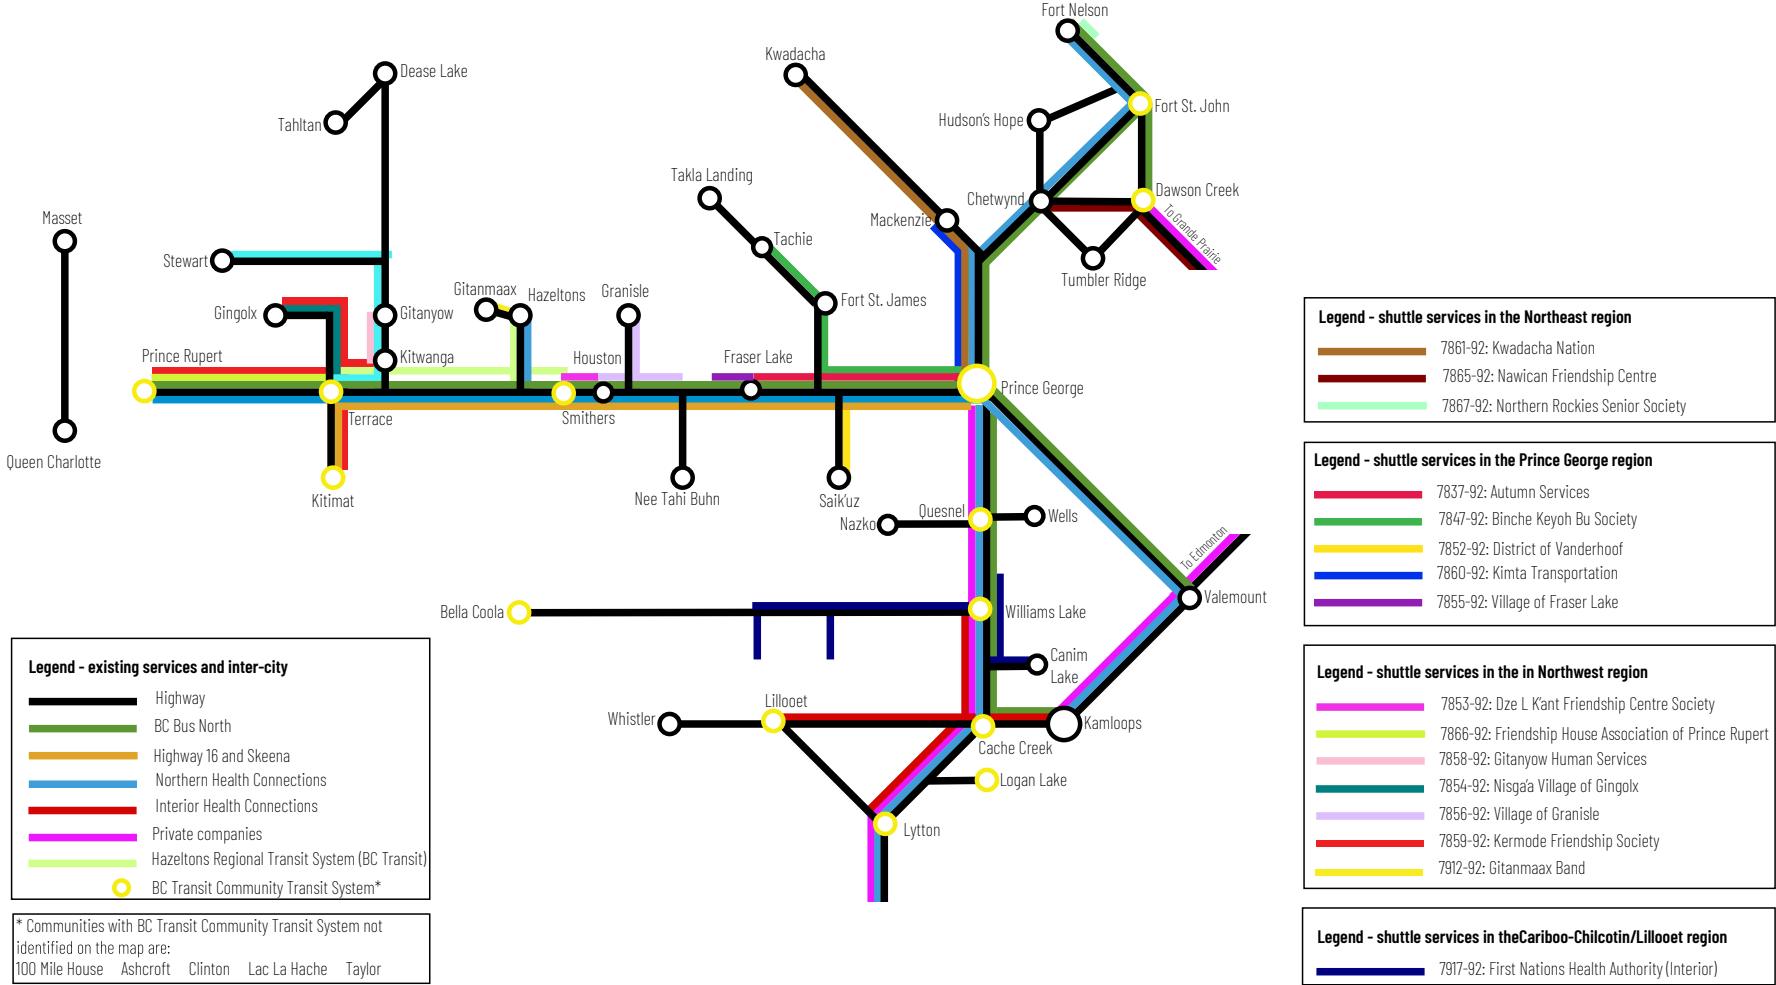 Fort Nelson
Kwadacha
Dease Lake
Fort St. John
Tahltan
Hudson's Hope
Takla Landing
Chetwynd
Dawson Creek
To Grande Prairie
Masset
Mackenzie
Tachie
Stewart
Tumbler Ridge
Gitanmaax
Hazeltons
Granisle
Fort St. James
Gingolx
Gitanyow
Prince Rupert
Kitwanga
Houston
Fraser Lake
Prince George
Terrace
Smithers
Queen Charlotte
Kitimat
Nee Tahi Buhn
Saik'uz
Nazko
Quesnel
Wells
To Edmonton
Valemount
Bella Coola
Williams Lake
Canim
Lake
Lillooet
Whistler
Kamloops
Cache Creek
Logan Lake
Lytton
Legend - existing services and inter-city
Highway
BC Bus North
Highway 16 and Skeena
Northern Health Connections
Interior Health Connections
Private companies
Hazeltons Regional Transit System (BC Transit)
BC Transit Community Transit System*
* Communities with BC Transit Community Transit System not
identified on the map are:
100 Mile House Ashcroft Clinton Lac La Hache Taylor
Legend - shuttle services in the Northeast region
7861-92: Kwadacha Nation
7865-92: Nawican Friendship Centre
7867-92: Northern Rockies Senior Society
Legend - shuttle services in the Prince George region
7837-92: Autumn Services
7847-92: Binche Keyoh Bu Society
7852-92: District of Vanderhoof
7860-92: Kimta Transportation
7855-92: Village of Fraser Lake
Legend - shuttle services in the in Northwest region
7853-92: Dze L K'ant Friendship Centre Society
7866-92: Friendship House Association of Prince Rupert
7858-92: Gitanyow Human Services
7854-92: Nisga'a Village of Gingolx
7856-92: Village of Granisle
7859-92: Kermode Friendship Society
7912-92: Gitanmaax Band
Legend - shuttle services in theCariboo-Chilcotin/Lillooet region
7917-92: First Nations Health Authority (Interior)